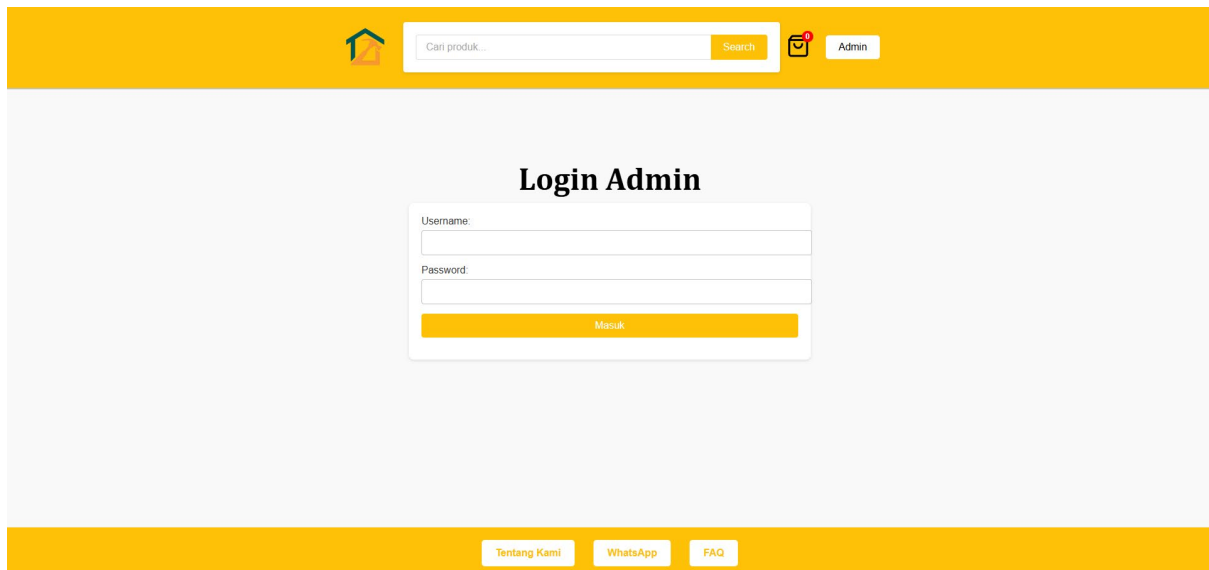 Cari produk...
Search
0
Admin
Login Admin
Username:
Password:
Masuk
Tentang Kami
WhatsApp
FAQ